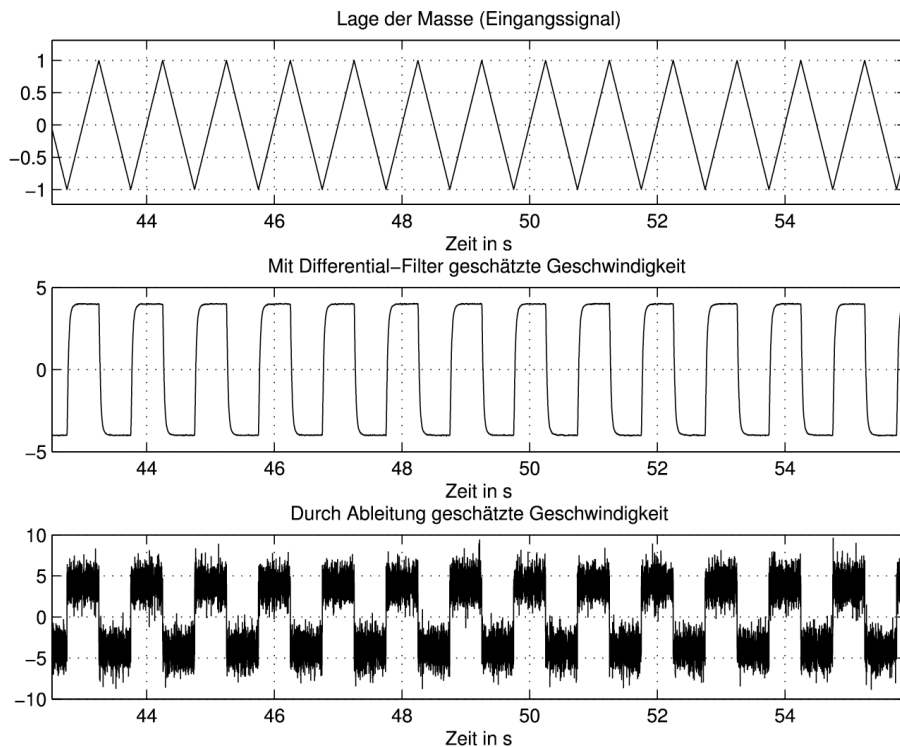 Lage der Masse (Eingangssignal)
1
0.5
0
−0.5
−1
44 46 48 50 52 54
Zeit in s
Mit Differential−Filter geschätzte Geschwindigkeit
5
0
−5
44 46 48 50 52 54
Zeit in s
Durch Ableitung geschätzte Geschwindigkeit
10
5
0
−5
−10
44 46 48 50 52 54
Zeit in s